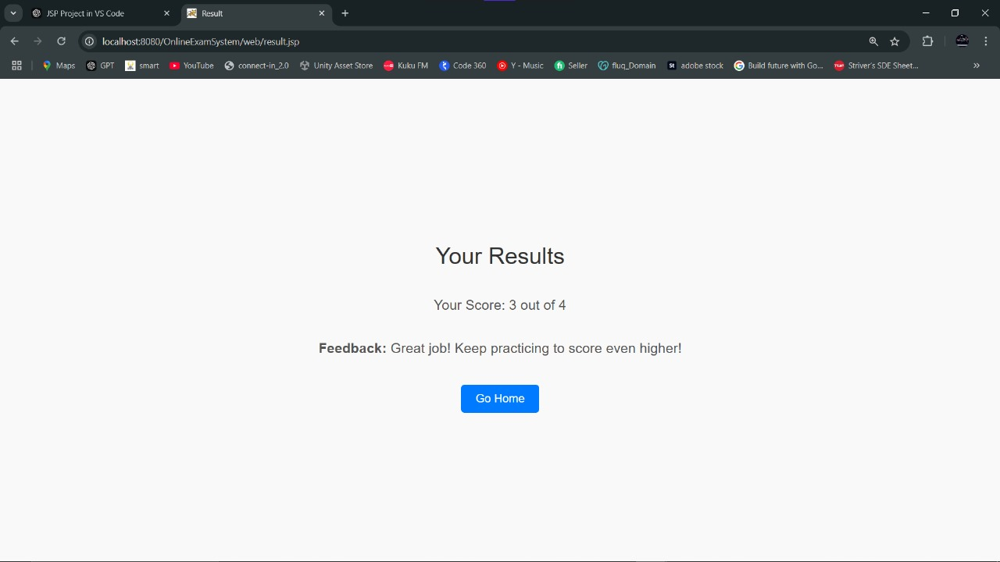 JSP Project in VS Code
Result
localhost:8080/OnlineExamSystem/web/result.jsp
Maps GPT smart YouTube connect-in_2.0 Unity Asset Store Kuku FM Code 360 Y - Music Seller fluq_Domain adobe stock Build future with Go... Striver's SDE Sheet...
Your Results
Your Score: 3 out of 4
Feedback: Great job! Keep practicing to score even higher!
Go Home